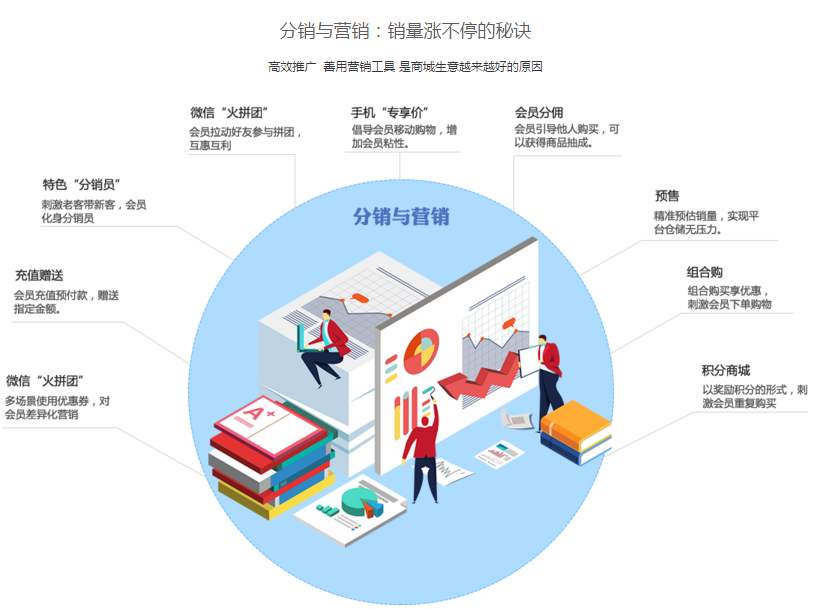 分销与营销：销量涨不停的秘诀
高效推广 善用营销工具 是商城生意越来越好的原因
微信“火拼团”
会员拉动好友参与拼团，
互惠互利
手机“专享价”
倡导会员移动购物，增
加会员粘性。
会员分佣
会员引导他人购买，可
以获得商品抽成。
特色“分销员”
刺激老客带新客，会员
化身分销员
预售
精准预估销量，实现平
台仓储无压力。
分销与营销
充值赠送
会员充值预付款，赠送
指定金额。
组合购
组合购买享优惠，
刺激会员下单购物
微信“火拼团”
多场景使用优惠券，对
会员差异化营销
积分商城
以奖励积分的形式，刺
激会员重复购买
A+